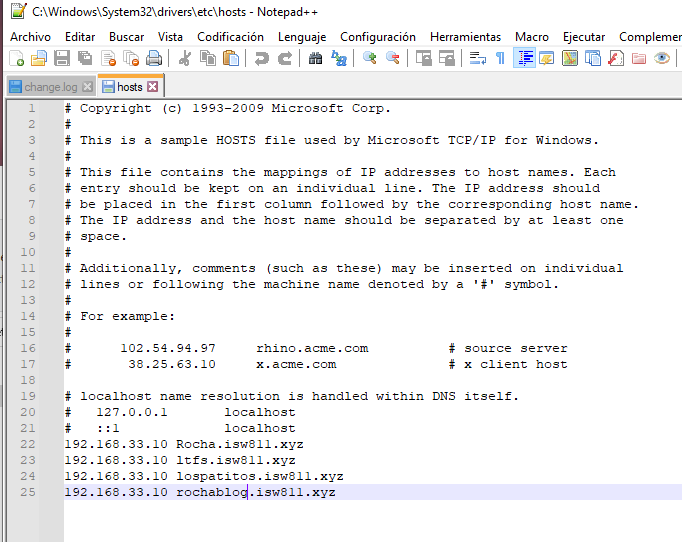 C:\Windows\System32\drivers\etc\hosts - Notepad++
Archivo Editar Buscar Vista Codificación Lenguaje Configuración Herramientas Macro Ejecutar Complemen
change.log hosts
1 # Copyright (c) 1993-2009 Microsoft Corp.
2 #
3 # This is a sample HOSTS file used by Microsoft TCP/IP for Windows.
4 #
5 # This file contains the mappings of IP addresses to host names. Each
6 # entry should be kept on an individual line. The IP address should
7 # be placed in the first column followed by the corresponding host name.
8 # The IP address and the host name should be separated by at least one
9 # space.
10 #
11 # Additionally, comments (such as these) may be inserted on individual
12 # lines or following the machine name denoted by a '#' symbol.
13 #
14 # For example:
15 #
16 # 102.54.94.97 rhino.acme.com # source server
17 # 38.25.63.10 x.acme.com # x client host
18
19 # localhost name resolution is handled within DNS itself.
20 # 127.0.0.1 localhost
21 # ::1 localhost
22 192.168.33.10 Rocha.isw811.xyz
23 192.168.33.10 ltfs.isw811.xyz
24 192.168.33.10 lospatitos.isw811.xyz
25 192.168.33.10 rochablog.isw811.xyz